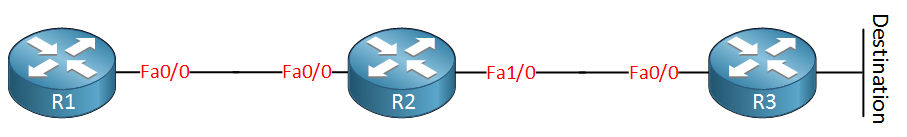 Fa0/0
Fa0/0
Fa1/0
Fa0/0
R1
R2
R3
Destination